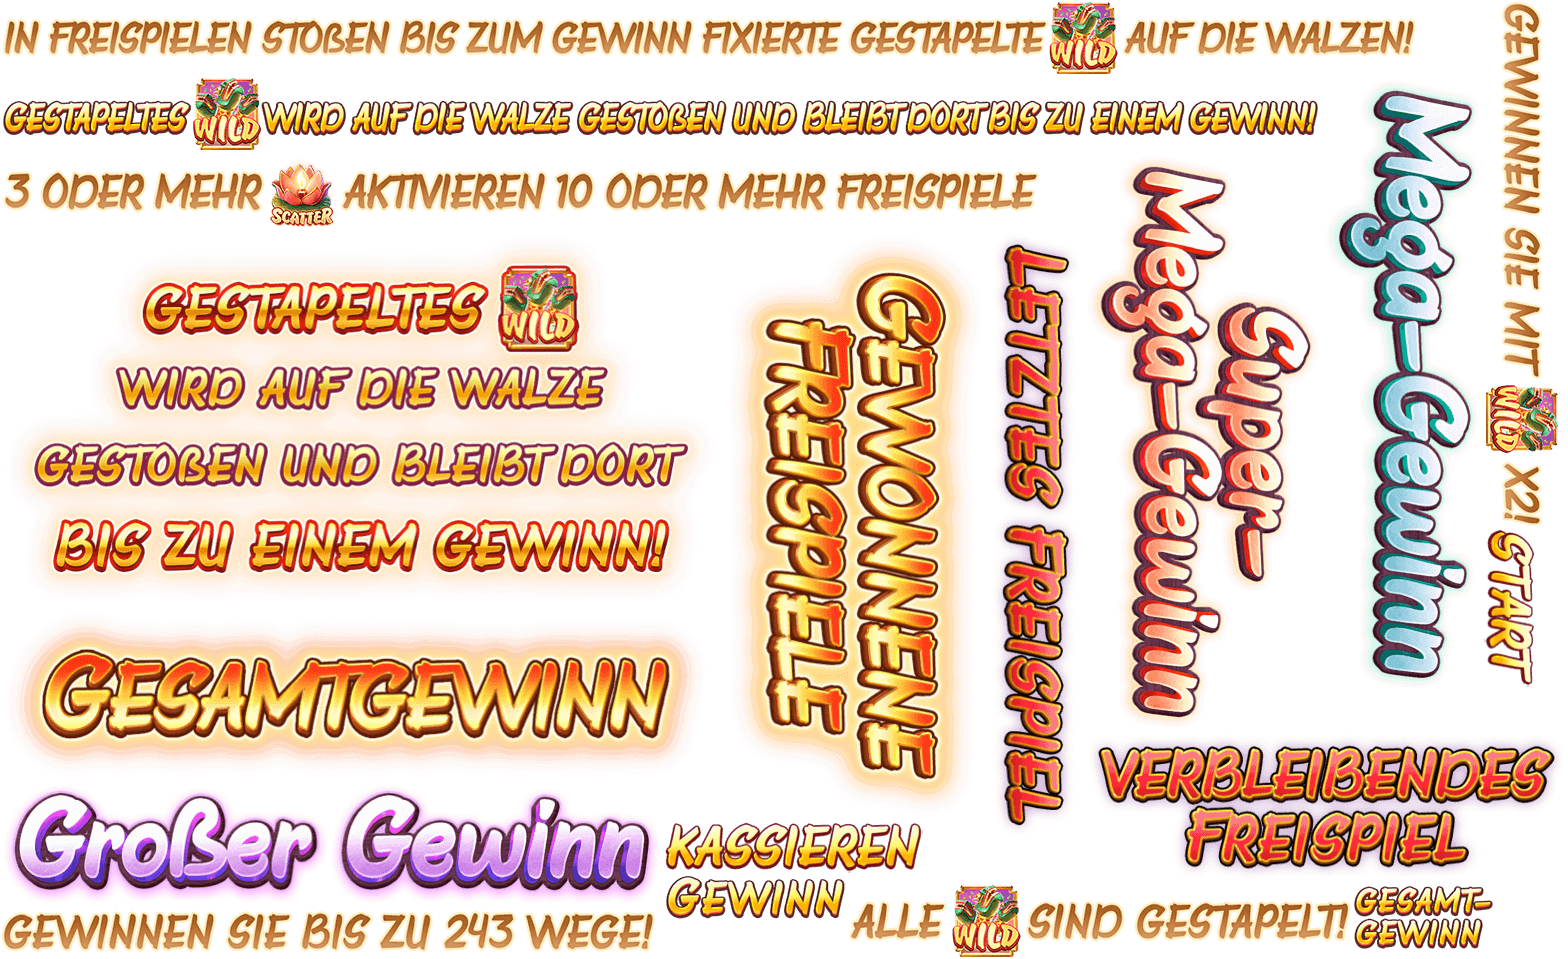 IN FREISPIELEN STOẞEN BIS ZUM GEWINN FIXIERTE GESTAPELTE WILD AUF DIE WALZEN!
GESTAPELTES WILD WIRD AUF DIE WALZE GESTOẞEN UND BLEIBT DORT BIS ZU EINEM GEWINN!
3 ODER MEHR SCATTER AKTIVIEREN 10 ODER MEHR FREISPIELE
GESTAPELTES WILD
WIRD AUF DIE WALZE
GESTOẞEN UND BLEIBT DORT
BIS ZU EINEM GEWINN!
GESAMTGEWINN
Großer Gewinn
GEWINNEN SIE BIS ZU 243 WEGE!
GEWONNENE
FREISPIELE
LETZTES FREISPIEL
Super-
Mega-Gewinn
Mega-Gewinn
GEWINNEN SIE MIT WILD X2!
START
VERBLEIBENDES
FREISPIEL
KASSIEREN
GEWINN
ALLE WILD SIND GESTAPELT!
GESAMT-
GEWINN